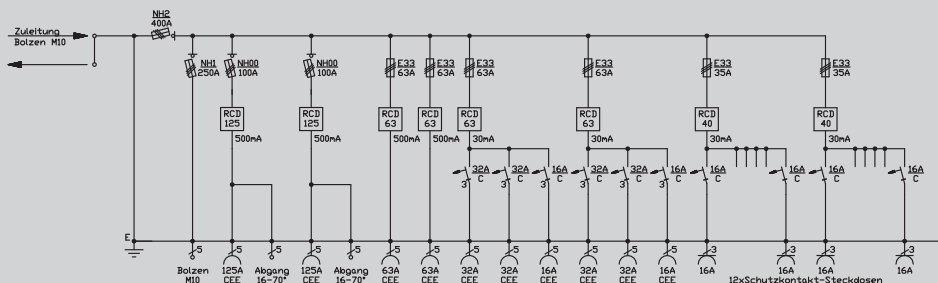 NH2
400A
Zuleitung
Bolzen M10
NH1
250A
NH00
100A
NH00
100A
E33
63A
E33
63A
E33
63A
E33
63A
E33
35A
E33
35A
RCD
125
500mA
RCD
125
500mA
RCD
63
500mA
RCD
63
500mA
RCD
63
30mA
RCD
63
30mA
RCD
40
30mA
RCD
40
30mA
32A
C
3
32A
C
3
16A
C
3
32A
C
3
32A
C
3
16A
C
3
16A
C
16A
C
16A
C
16A
C
E
5
5
5
5
5
5
5
5
5
5
5
5
5
3
3
3
3
Bolzen
M10
125A
CEE
Abgang
16-70°
125A
CEE
Abgang
16-70°
63A
CEE
63A
CEE
32A
CEE
32A
CEE
16A
CEE
32A
CEE
32A
CEE
16A
CEE
16A
16A
16A
16A
12xSchutzkontakt-Steckdosen